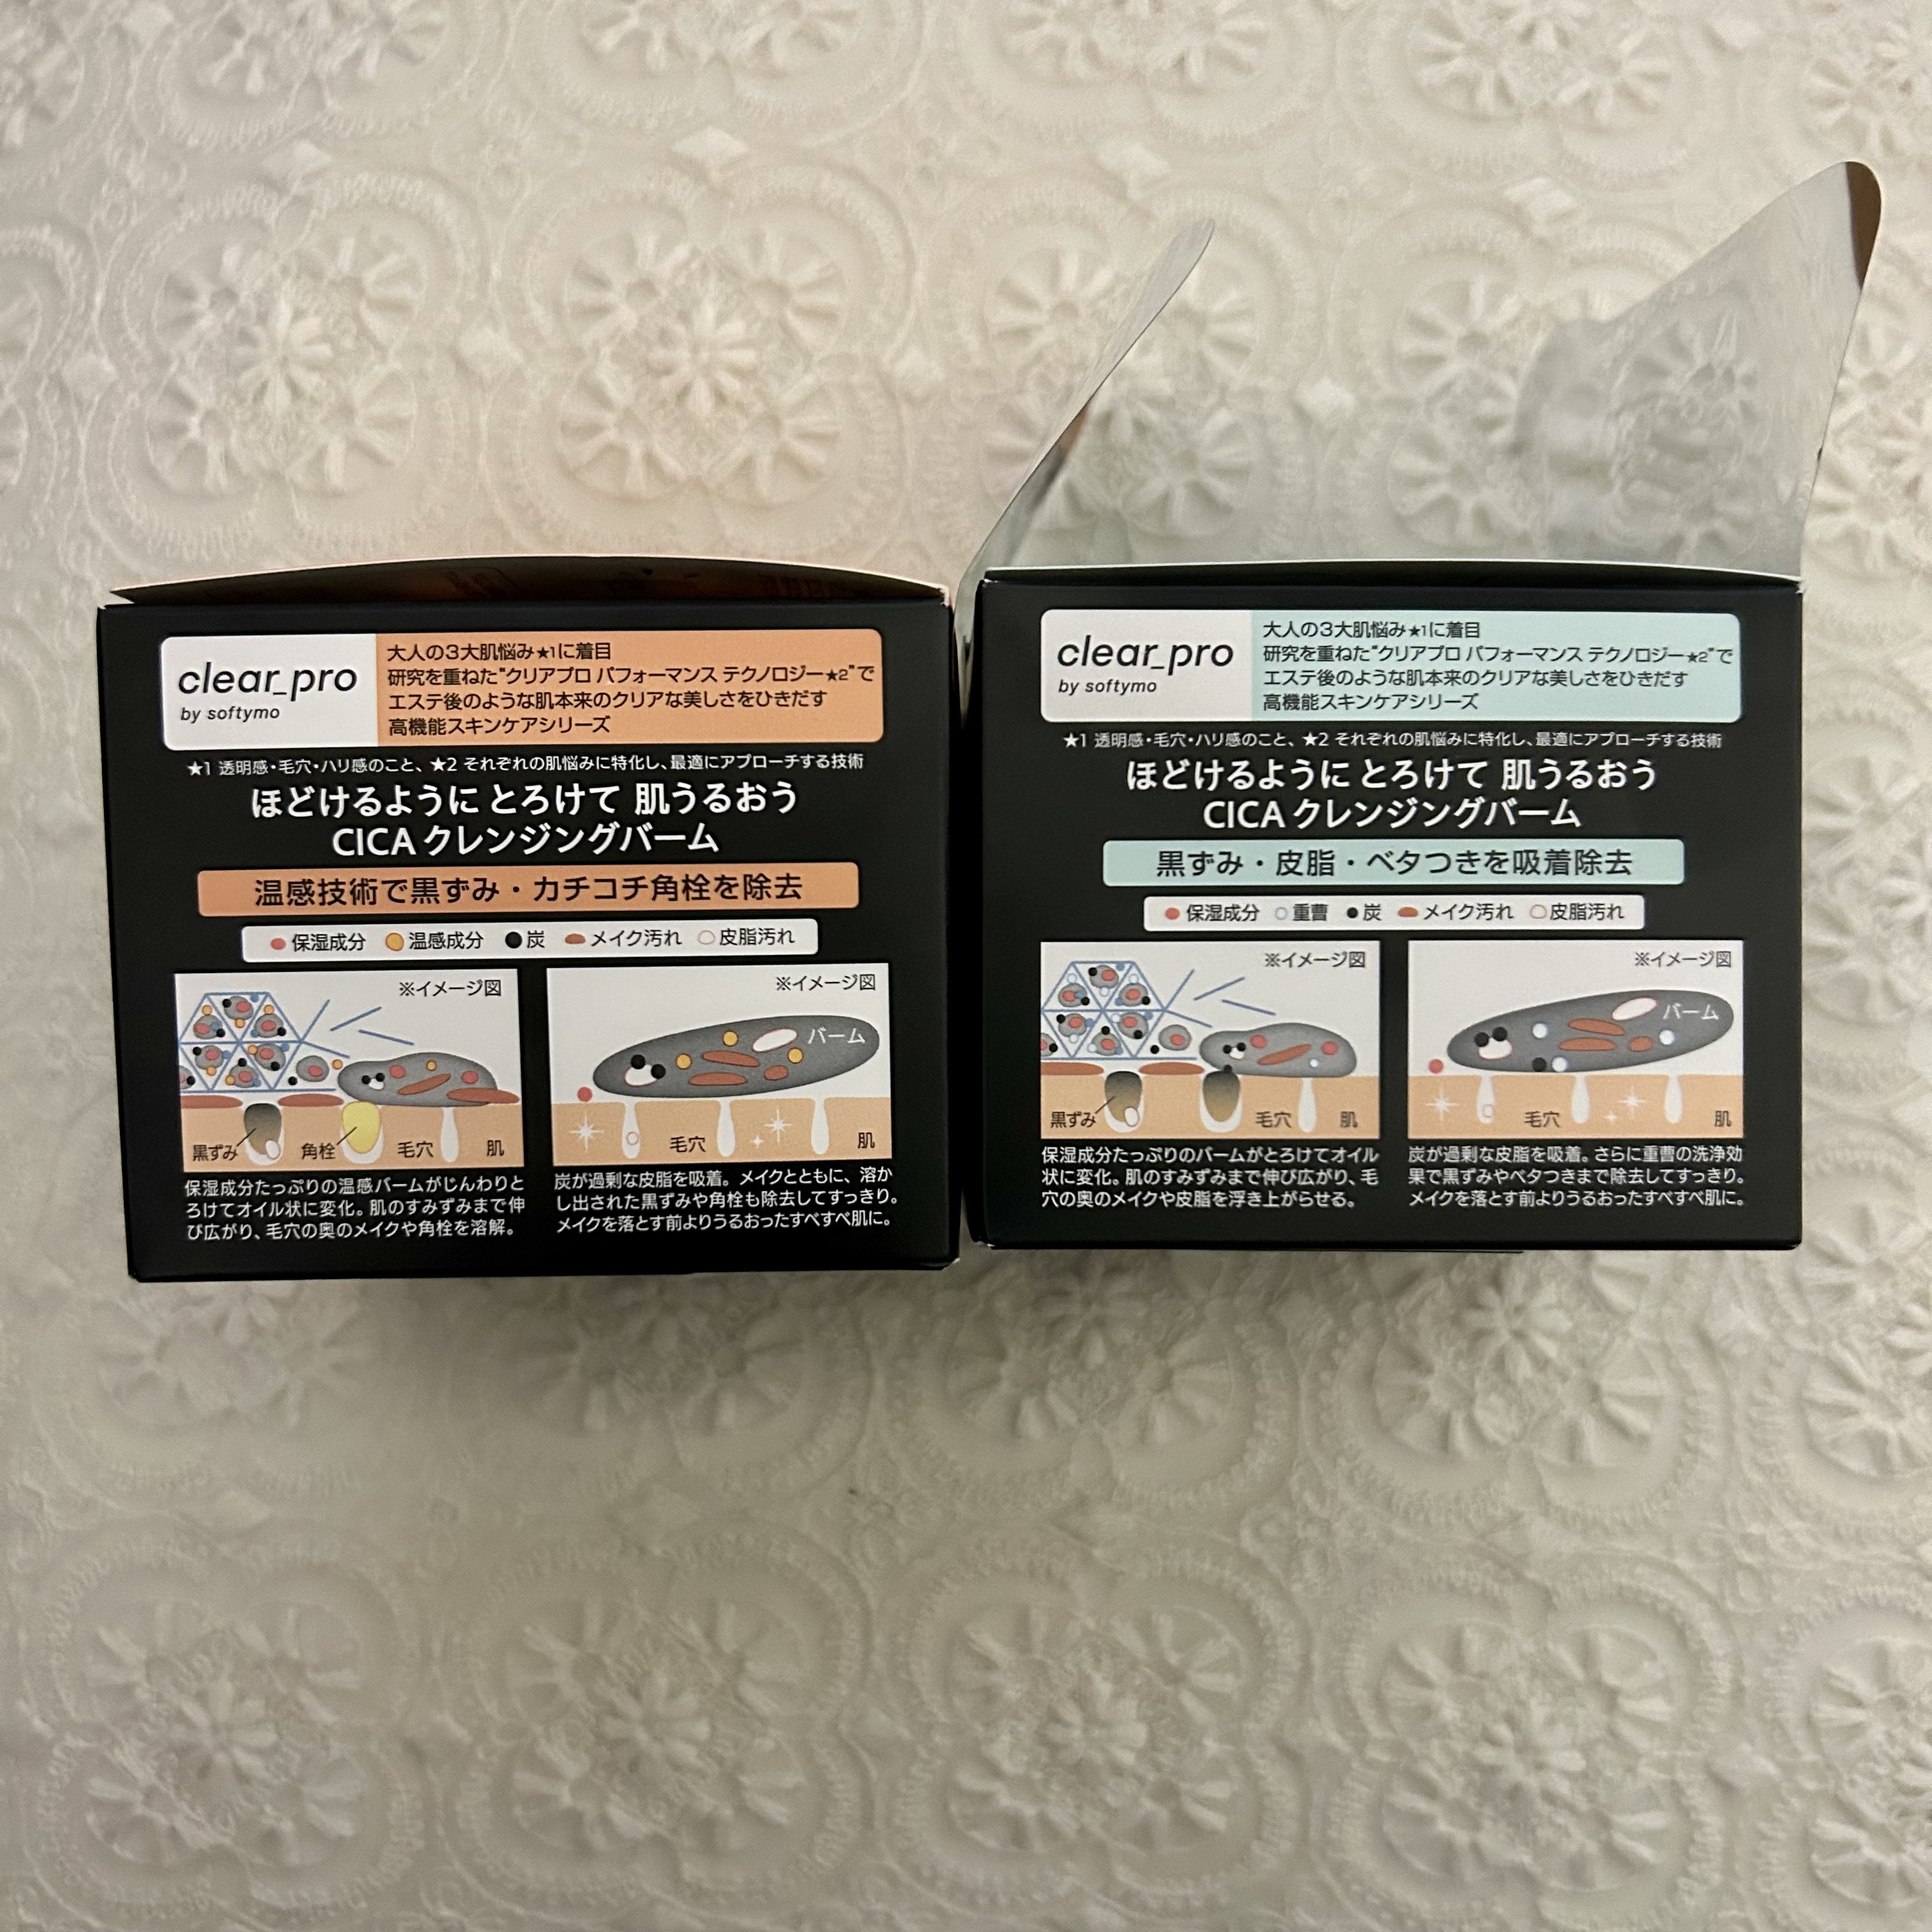 clear_pro
by softymo
大人の3大肌悩み★1に着目
研究を重ねた“クリアプロ パフォーマンス テクノロジー★2”で
エステ後のような肌本来のクリアな美しさをひきだす
高機能スキンケアシリーズ
★1 透明感・毛穴・ハリ感のこと、★2 それぞれの肌悩みに特化し、最適にアプローチする技術
ほどけるように とろけて 肌うるおう
CICA クレンジングバーム
温感技術で黒ずみ・カチコチ角栓を除去
保湿成分 温感成分 炭 メイク汚れ 皮脂汚れ
※イメージ図
黒ずみ 角栓 毛穴 肌
保湿成分たっぷりの温感バームがじんわりと
ろけてオイル状に変化。肌のすみずみまで伸
び広がり、毛穴の奥のメイクや角栓を溶解。
※イメージ図
バーム
毛穴 肌
炭が過剰な皮脂を吸着。メイクとともに、溶か
し出された黒ずみや角栓も除去してすっきり。
メイクを落とす前よりうるおったすべすべ肌に。
clear_pro
by softymo
大人の3大肌悩み★1に着目
研究を重ねた“クリアプロ パフォーマンス テクノロジー★2”で
エステ後のような肌本来のクリアな美しさをひきだす
高機能スキンケアシリーズ
★1 透明感・毛穴・ハリ感のこと、★2 それぞれの肌悩みに特化し、最適にアプローチする技術
ほどけるように とろけて 肌うるおう
CICA クレンジングバーム
黒ずみ・皮脂・ベタつきを吸着除去
保湿成分 重曹 炭 メイク汚れ 皮脂汚れ
※イメージ図
黒ずみ 毛穴 肌
保湿成分たっぷりのバームがとろけてオイル
状に変化。肌のすみずみまで伸び広がり、毛
穴の奥のメイクや皮脂を浮き上がらせる。
※イメージ図
バーム
毛穴 肌
炭が過剰な皮脂を吸着。さらに重曹の洗浄効
果で黒ずみやベタつきまで除去してすっきり。
メイクを落とす前よりうるおったすべすべ肌に。